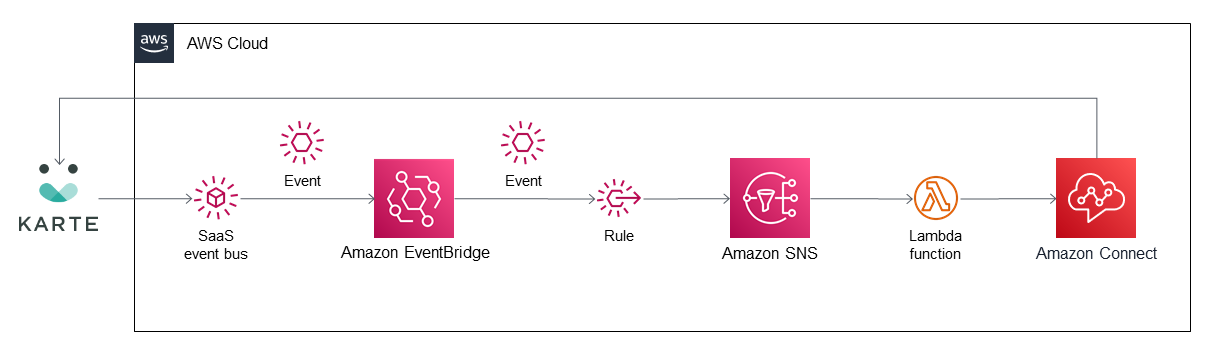 aws
AWS Cloud
Event
Event
KARTE
SaaS
event bus
Amazon EventBridge
Rule
Amazon SNS
Lambda
function
Amazon Connect